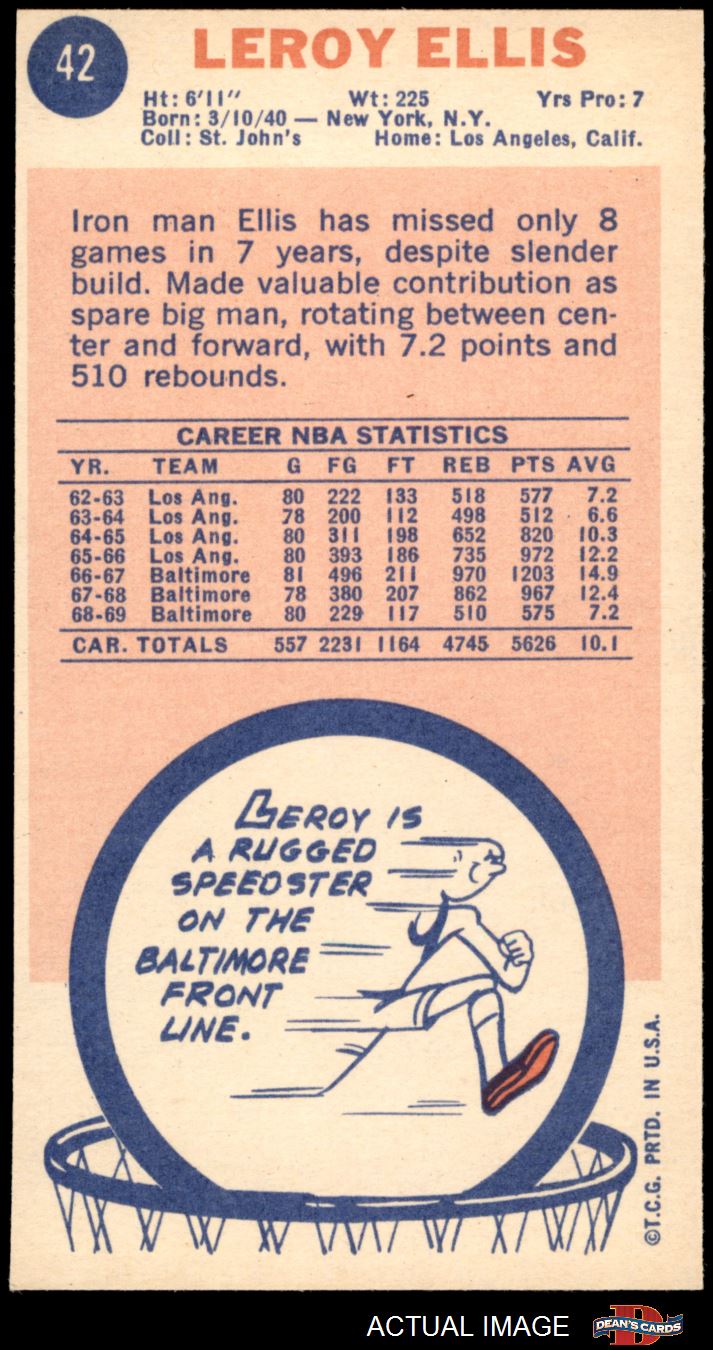 42
LEROY ELLIS
Ht: 6'11" Wt: 225 Yrs Pro: 7
Born: 3/10/40 — New York, N.Y.
Coll: St. John's Home: Los Angeles, Calif.
Iron man Ellis has missed only 8
games in 7 years, despite slender
build. Made valuable contribution as
spare big man, rotating between cen-
ter and forward, with 7.2 points and
510 rebounds.
CAREER NBA STATISTICS
YR. TEAM G FG FT REB PTS AVG
62-63 Los Ang. 80 222 133 518 577 7.2
63-64 Los Ang. 78 200 112 498 512 6.6
64-65 Los Ang. 80 311 198 652 820 10.3
65-66 Los Ang. 80 393 186 735 972 12.2
66-67 Baltimore 81 496 211 970 1203 14.9
67-68 Baltimore 78 380 207 862 967 12.4
68-69 Baltimore 80 229 117 510 575 7.2
CAR. TOTALS 557 2231 1164 4745 5626 10.1
LEROY IS
A RUGGED
SPEEDSTER
ON THE
BALTIMORE
FRONT
LINE.
©T.C.G. PRTD. IN U.S.A.
ACTUAL IMAGE
D
DEAN'S CARDS